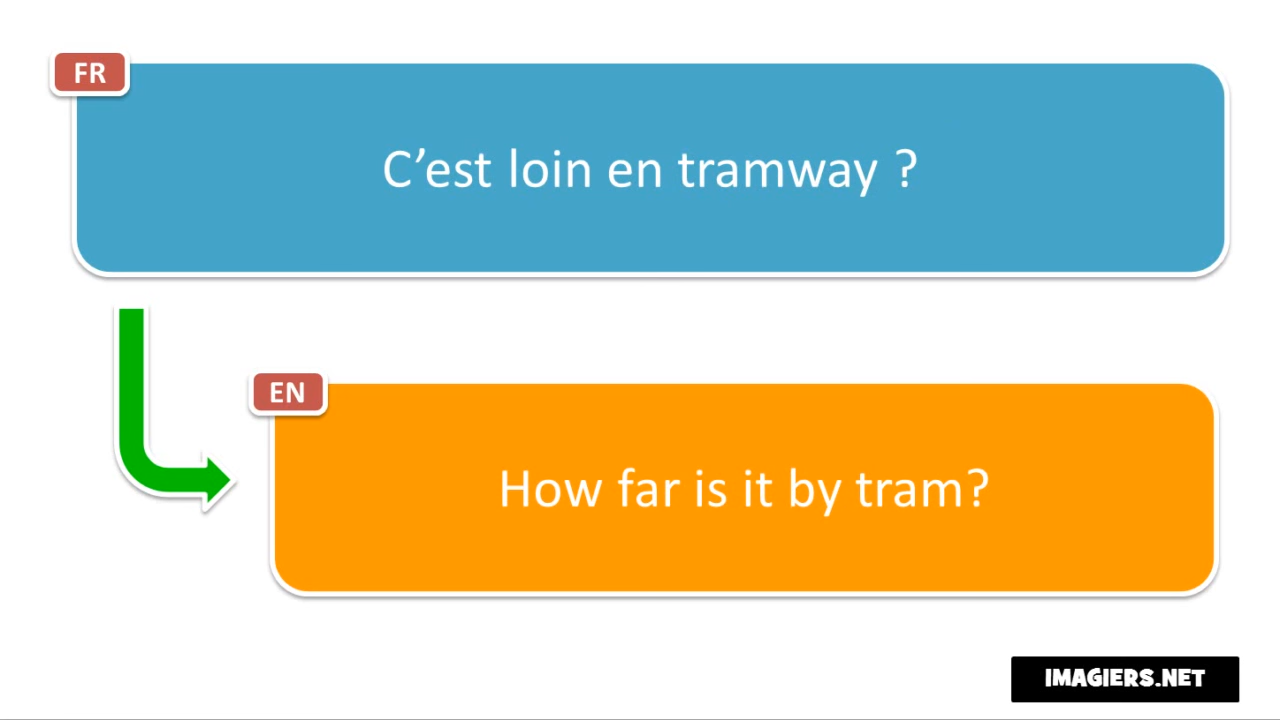 FR
C’est loin en tramway ?
EN
How far is it by tram?
IMAGIERS.NET